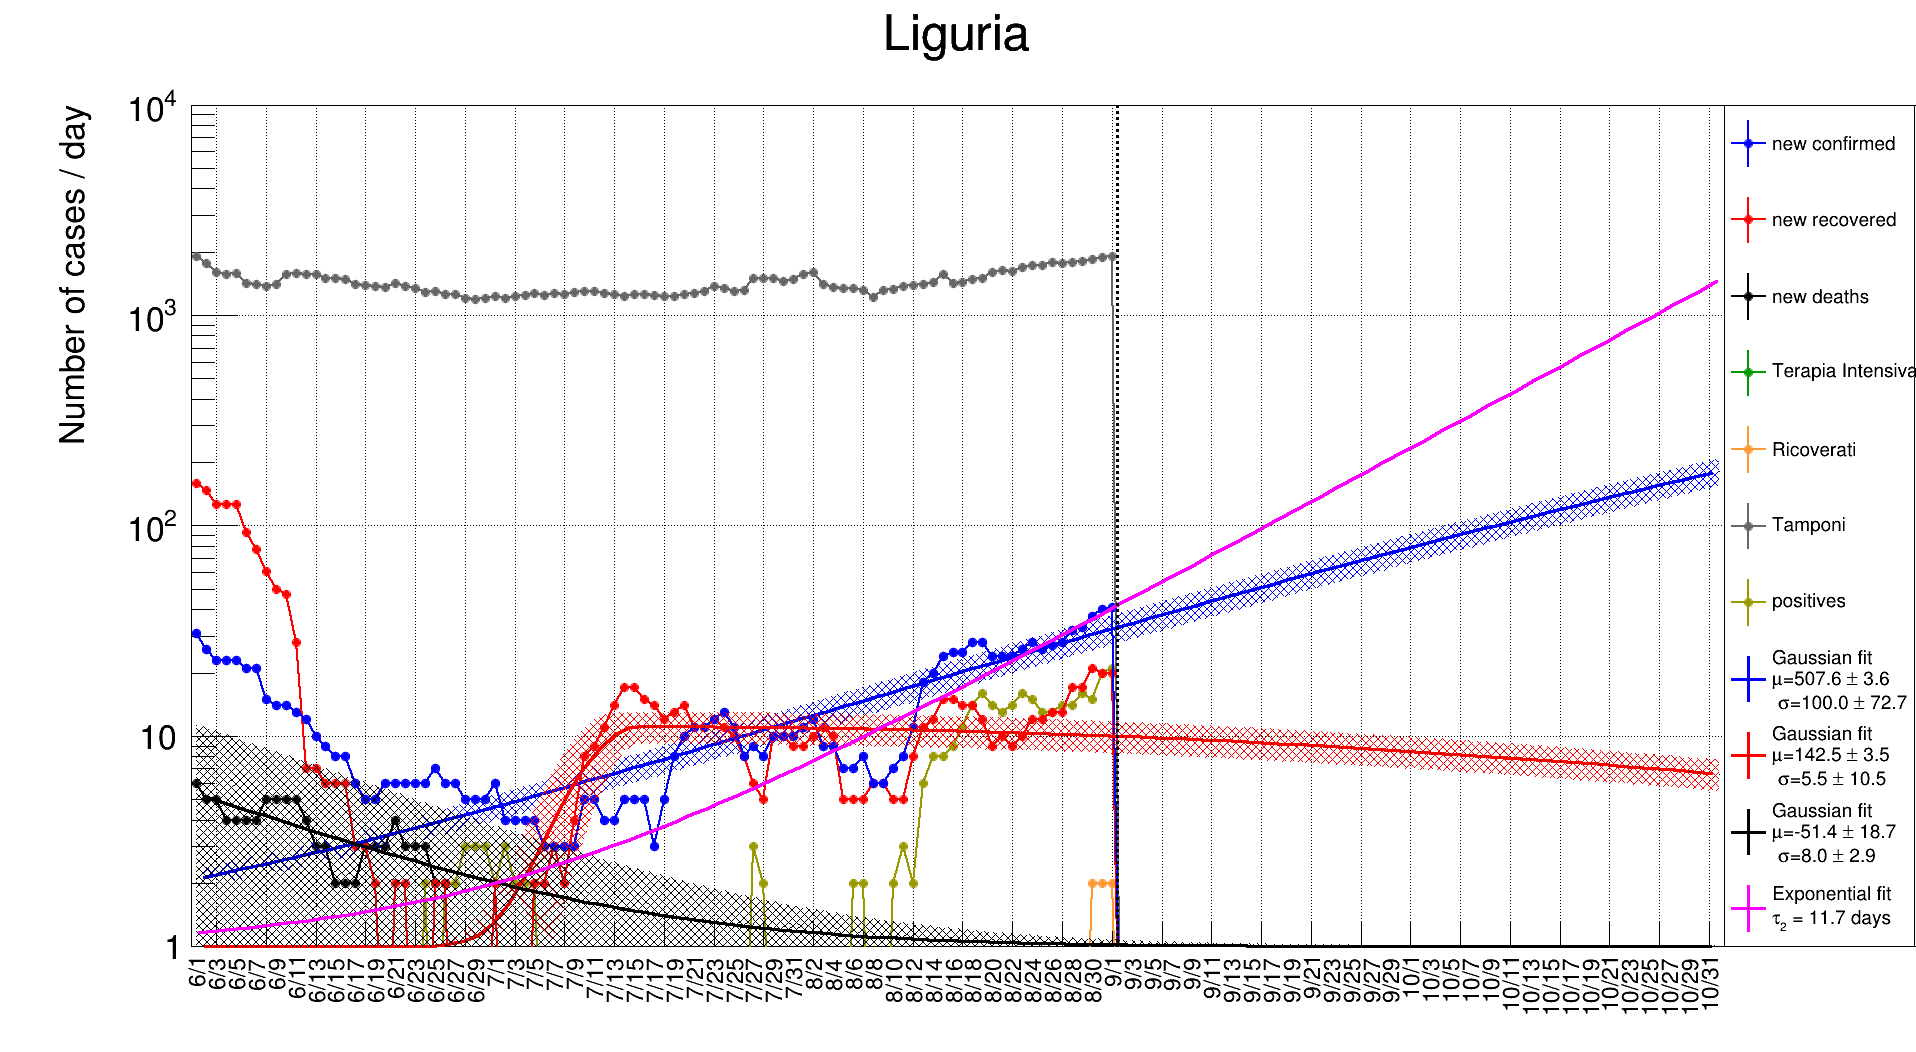 Liguria
Number of cases / day
10^4
10^3
10^2
10
1
6/1 6/3 6/5 6/7 6/9 6/11 6/13 6/15 6/17 6/19 6/21 6/23 6/25 6/27 6/29 7/1 7/3 7/5 7/7 7/9 7/11 7/13 7/15 7/17 7/19 7/21 7/23 7/25 7/27 7/29 7/31 8/2 8/4 8/6 8/8 8/10 8/12 8/14 8/16 8/18 8/20 8/22 8/24 8/26 8/28 8/30 9/1 9/3 9/5 9/7 9/9 9/11 9/13 9/15 9/17 9/19 9/21 9/23 9/25 9/27 9/29 10/1 10/3 10/5 10/7 10/9 10/11 10/13 10/15 10/17 10/19 10/21 10/23 10/25 10/27 10/29 10/31
new confirmed
new recovered
new deaths
Terapia Intensiva
Ricoverati
Tamponi
positives
Gaussian fit
μ=507.6 ± 3.6
σ=100.0 ± 72.7
Gaussian fit
μ=142.5 ± 3.5
σ=5.5 ± 10.5
Gaussian fit
μ=-51.4 ± 18.7
σ=8.0 ± 2.9
Exponential fit
τ₂ = 11.7 days